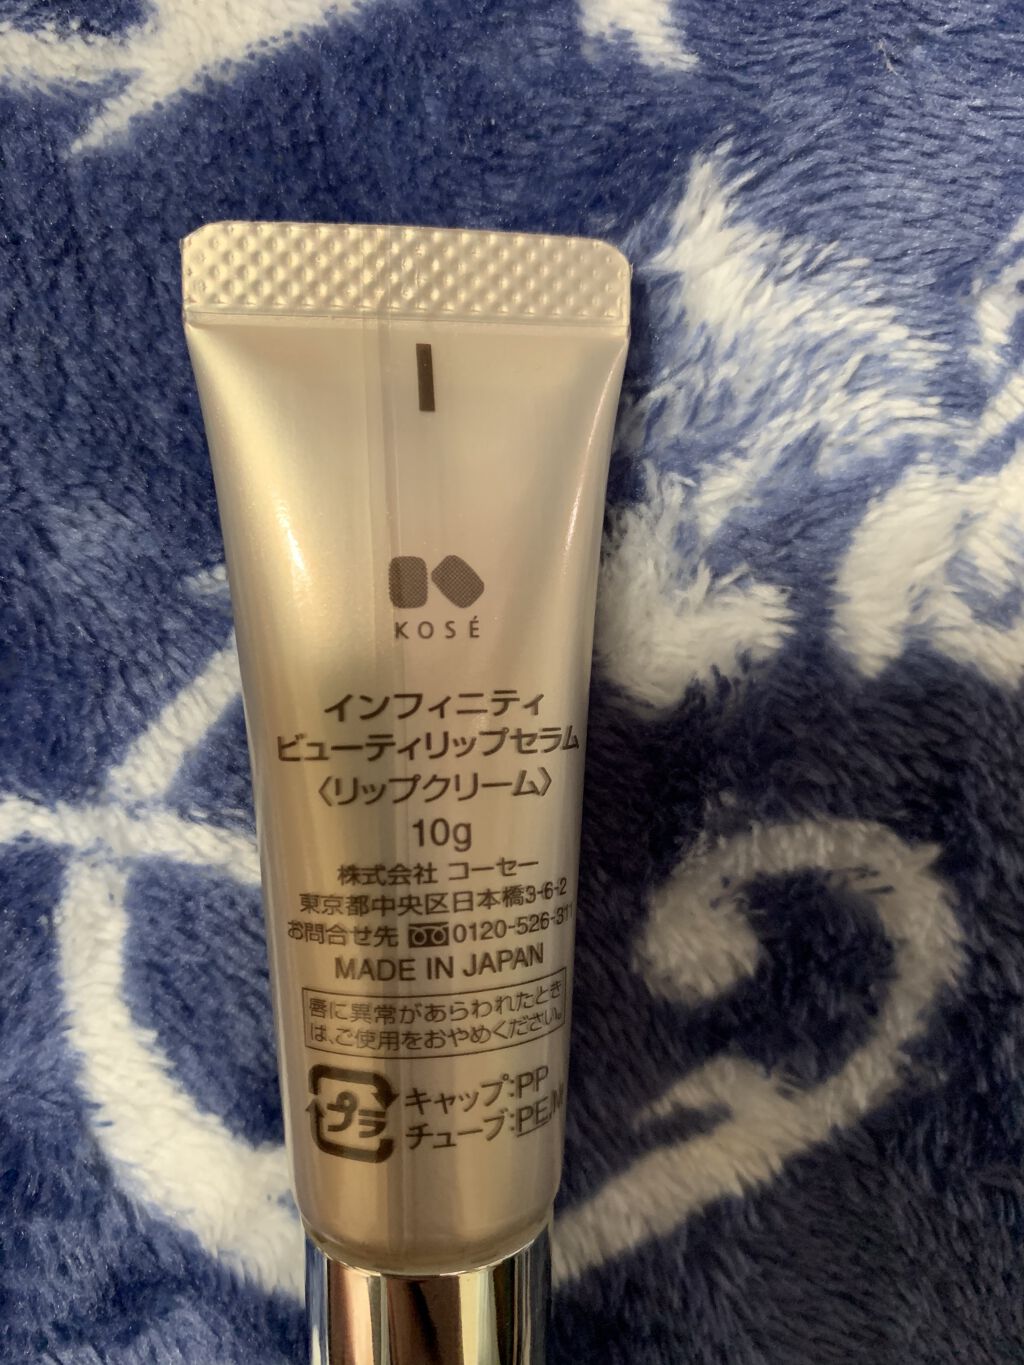 KOSÉ
インフィニティ
ビューティリップセラム
〈リップクリーム〉
10g
株式会社 コーセー
東京都中央区日本橋3-6-2
お問合せ先 0120-526-311
MADE IN JAPAN
唇に異常があらわれたとき
は、ご使用をおやめください。
プラ
キャップ:PP
チューブ:PE,M